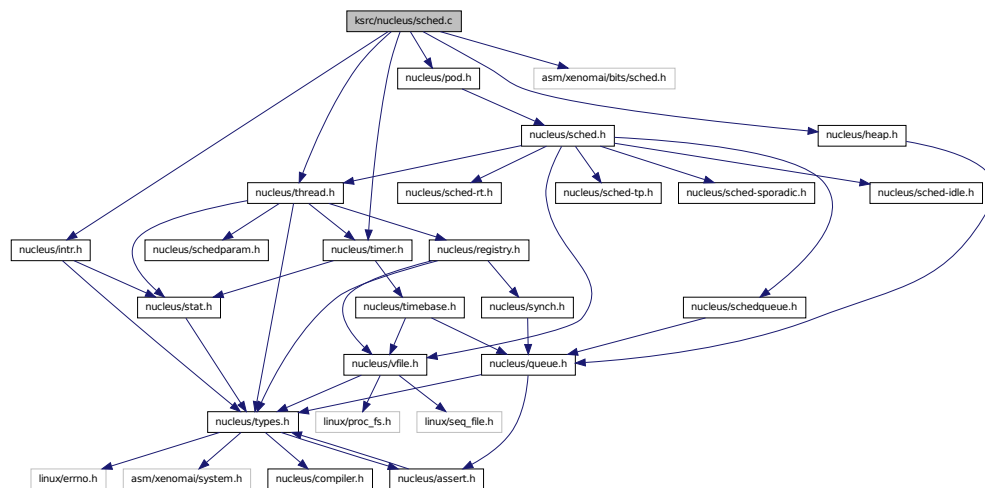 ksrc/nucleus/sched.c
nucleus/pod.h
asm/xenomai/bits/sched.h
nucleus/sched.h
nucleus/heap.h
nucleus/thread.h
nucleus/sched-rt.h
nucleus/sched-tp.h
nucleus/sched-sporadic.h
nucleus/sched-idle.h
nucleus/intr.h
nucleus/schedparam.h
nucleus/timer.h
nucleus/registry.h
nucleus/stat.h
nucleus/timebase.h
nucleus/synch.h
nucleus/schedqueue.h
nucleus/vfile.h
nucleus/queue.h
nucleus/types.h
linux/proc_fs.h
linux/seq_file.h
linux/errno.h
asm/xenomai/system.h
nucleus/compiler.h
nucleus/assert.h